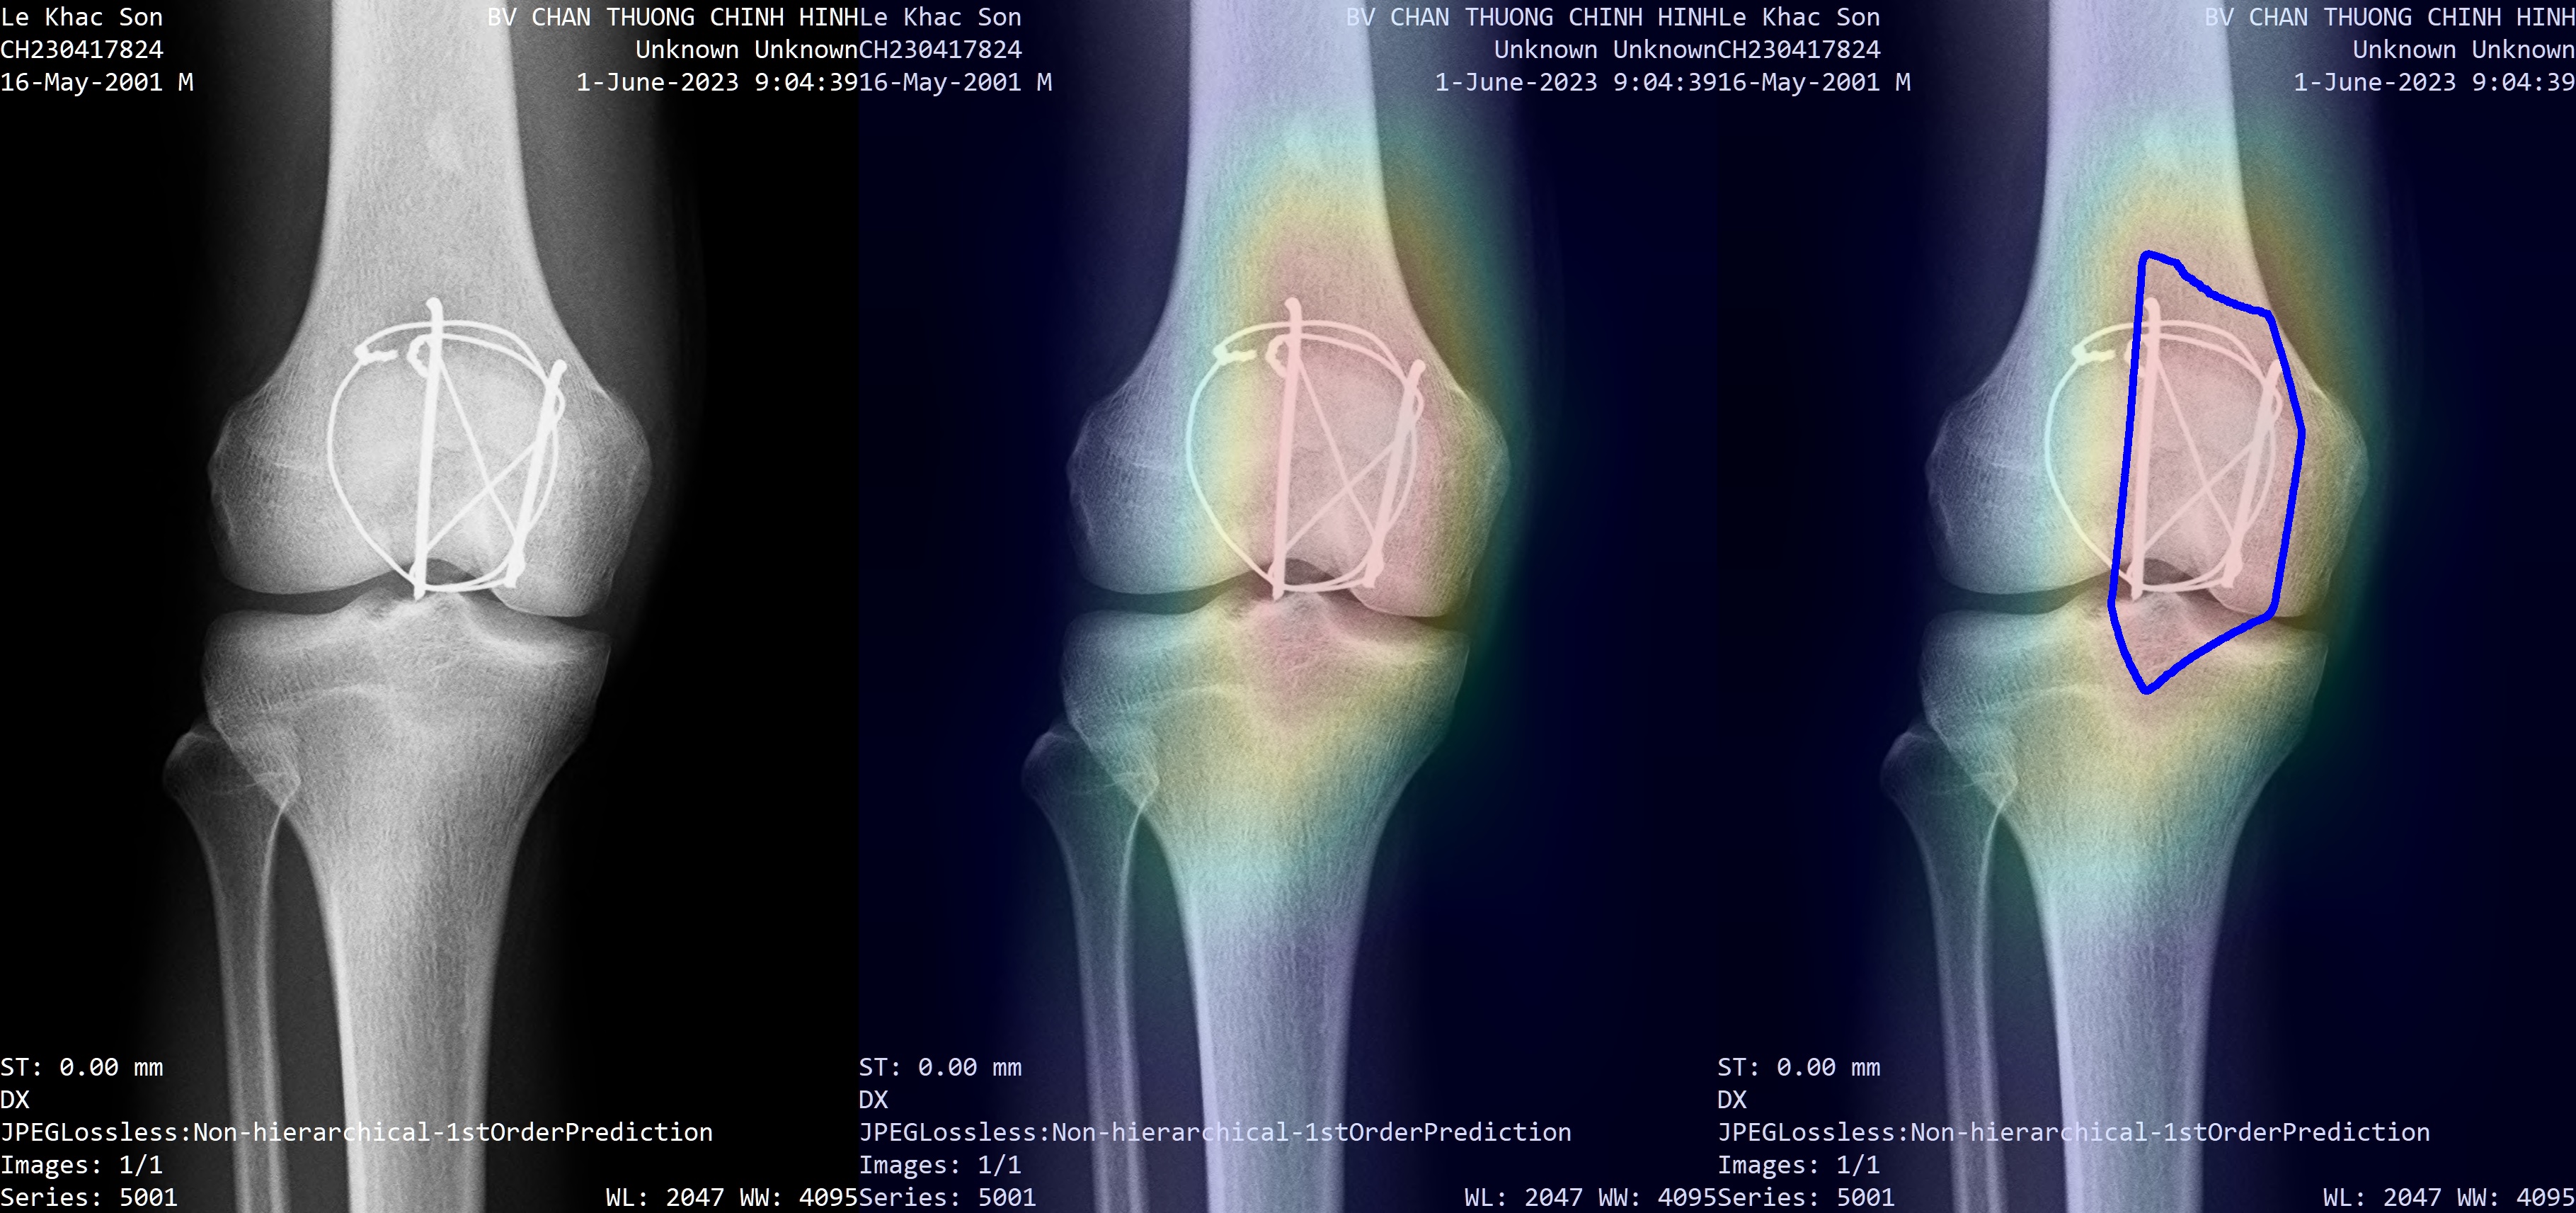 Le Khac Son
CH230417824
16-May-2001 M
BV CHAN THUONG CHINH HINH
Unknown Unknown
1-June-2023 9:04:39
ST: 0.00 mm
DX
JPEGLossless:Non-hierarchical-1stOrderPrediction
Images: 1/1
Series: 5001
WL: 2047 WW: 4095
Le Khac Son
CH230417824
16-May-2001 M
BV CHAN THUONG CHINH HINH
Unknown Unknown
1-June-2023 9:04:39
ST: 0.00 mm
DX
JPEGLossless:Non-hierarchical-1stOrderPrediction
Images: 1/1
Series: 5001
WL: 2047 WW: 4095
Le Khac Son
CH230417824
16-May-2001 M
BV CHAN THUONG CHINH HINH
Unknown Unknown
1-June-2023 9:04:39
ST: 0.00 mm
DX
JPEGLossless:Non-hierarchical-1stOrderPrediction
Images: 1/1
Series: 5001
WL: 2047 WW: 4095